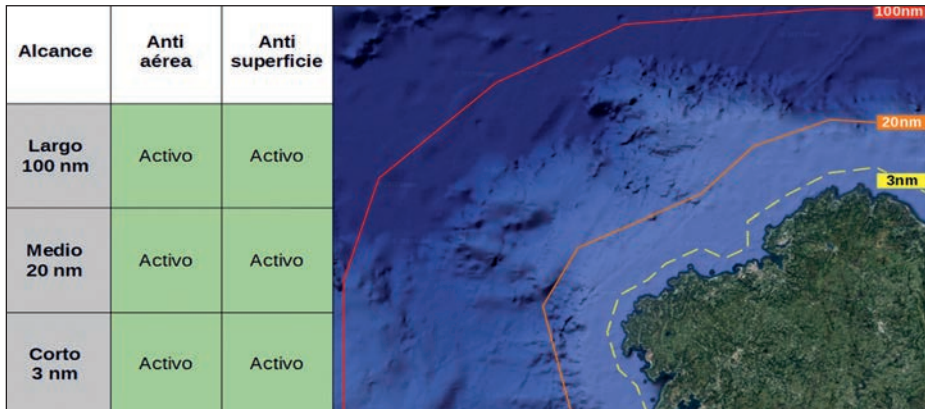 Alcance
Anti
aérea
Anti
superficie
Largo
100 nm
Activo
Activo
Medio
20 nm
Activo
Activo
Corto
3 nm
Activo
Activo
100nm
20nm
3nm